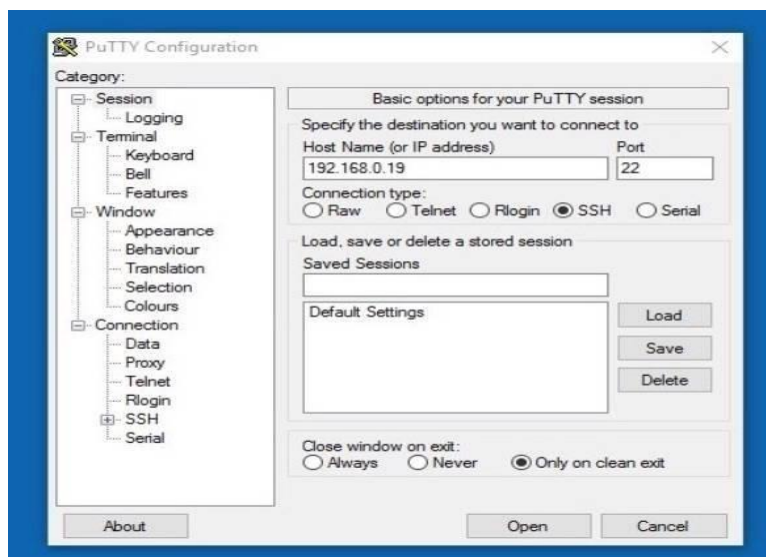 PuTTY Configuration
Category:
Session
Logging
Terminal
Keyboard
Bell
Features
Window
Appearance
Behaviour
Translation
Selection
Colours
Connection
Data
Proxy
Telnet
Rlogin
SSH
Serial
Basic options for your PuTTY session
Specify the destination you want to connect to
Host Name (or IP address) Port
192.168.0.19 22
Connection type:
Raw Telnet Rlogin SSH Serial
Load, save or delete a stored session
Saved Sessions
Default Settings
Load
Save
Delete
Close window on exit:
Always Never Only on clean exit
About Open Cancel